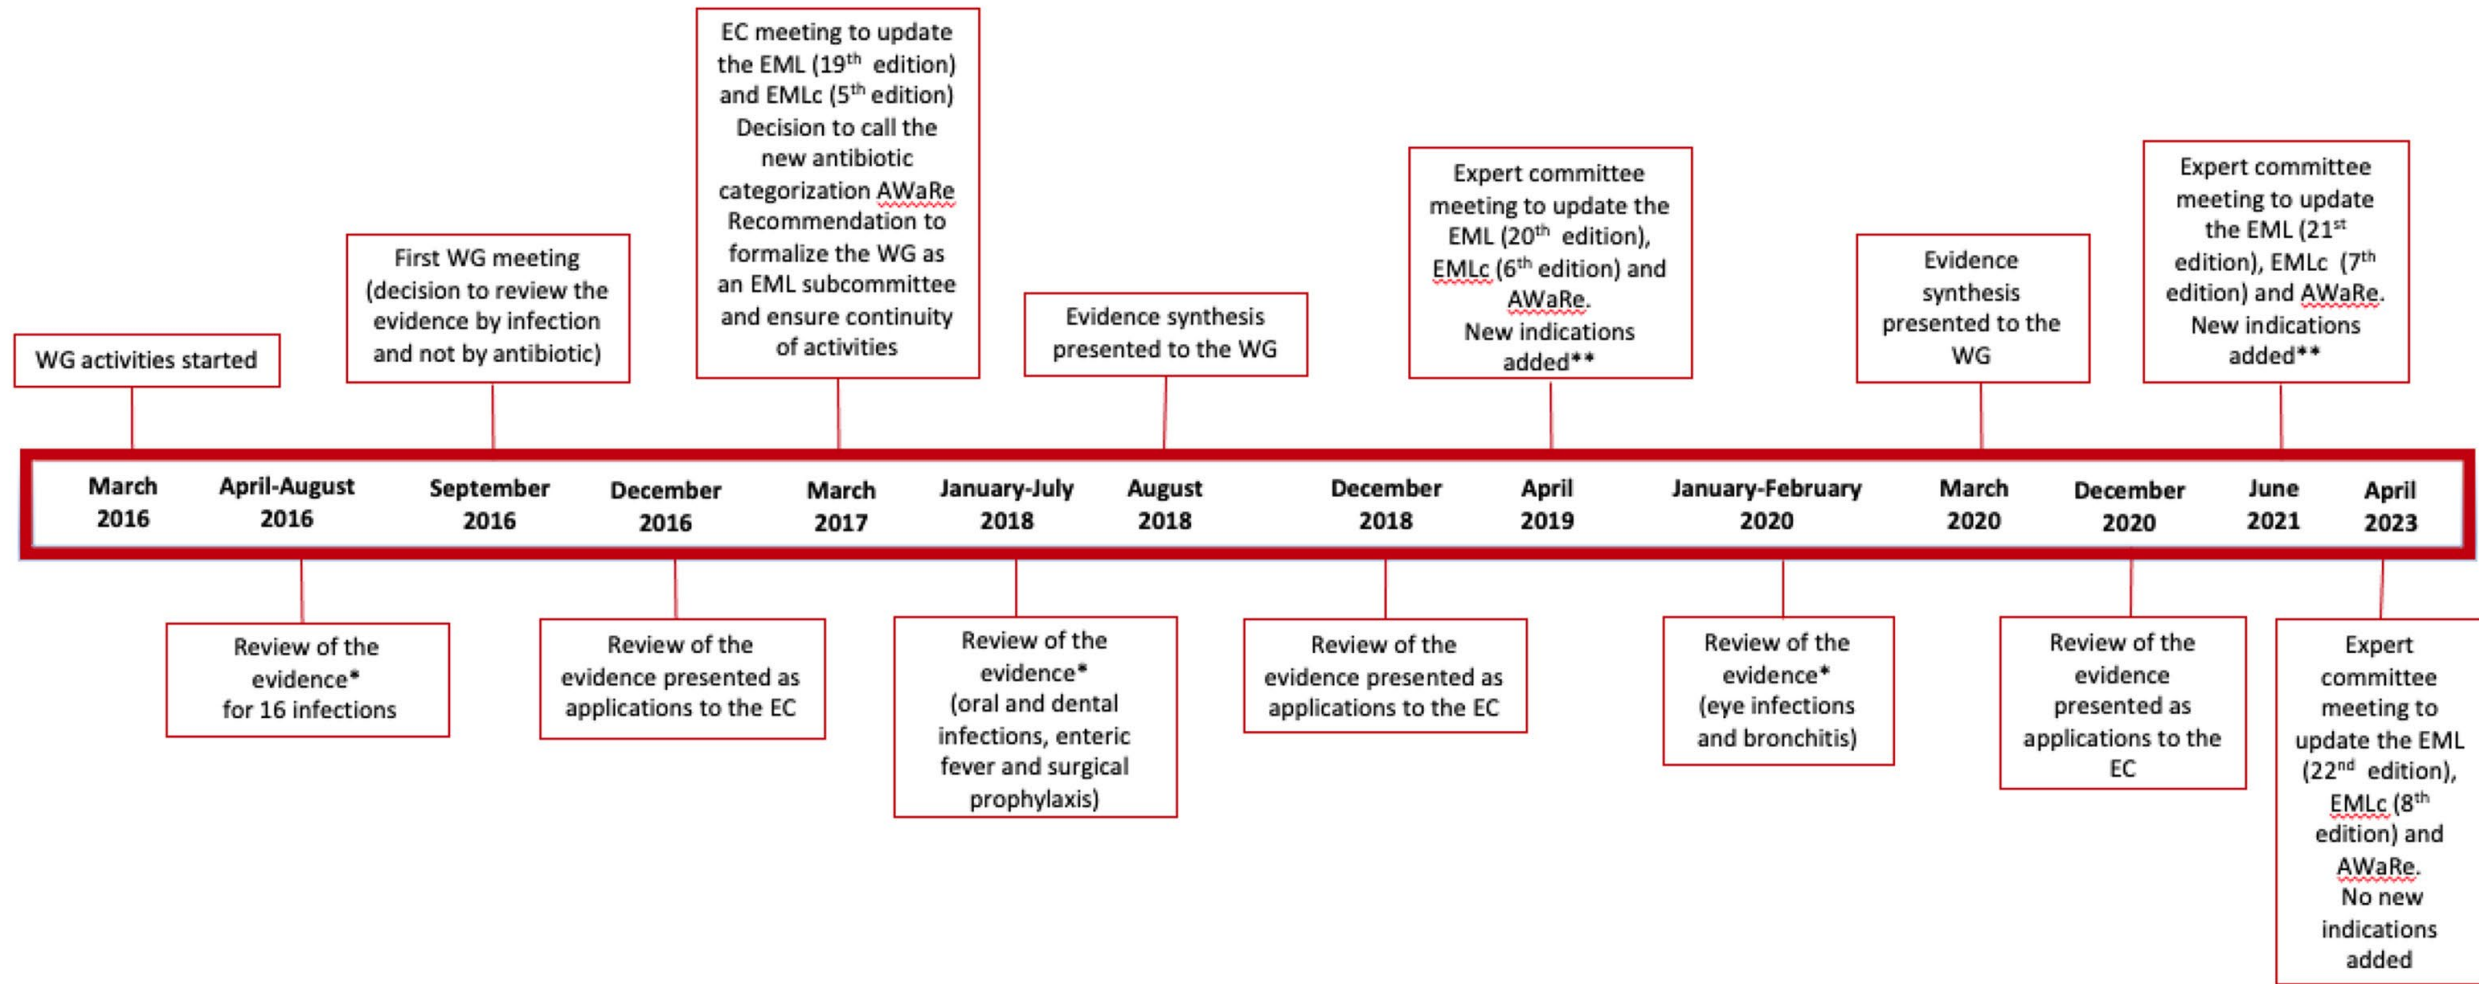 WG activities started
First WG meeting
(decision to review the
evidence by infection
and not by antibiotic)
EC meeting to update
the EML (19th edition)
and EMLc (5th edition)
Decision to call the
new antibiotic
categorization AWaRe
Recommendation to
formalize the WG as
an EML subcommittee
and ensure continuity
of activities
Evidence synthesis
presented to the WG
Expert committee
meeting to update the
EML (20th edition),
EMLc (6th edition) and
AWaRe.
New indications
added**
Evidence
synthesis
presented to the
WG
Expert committee
meeting to update
the EML (21st
edition), EMLc (7th
edition) and AWaRe.
New indications
added**
March
2016
April-August
2016
September
2016
December
2016
March
2017
January-July
2018
August
2018
December
2018
April
2019
January-February
2020
March
2020
December
2020
June
2021
April
2023
Review of the
evidence*
for 16 infections
Review of the
evidence presented as
applications to the EC
Review of the
evidence*
(oral and dental
infections, enteric
fever and surgical
prophylaxis)
Review of the
evidence presented as
applications to the EC
Review of the
evidence*
(eye infections
and bronchitis)
Review of the
evidence
presented as
applications to the
EC
Expert
committee
meeting to
update the EML
(22nd edition),
EMLc (8th
edition) and
AWaRe.
No new
indications
added